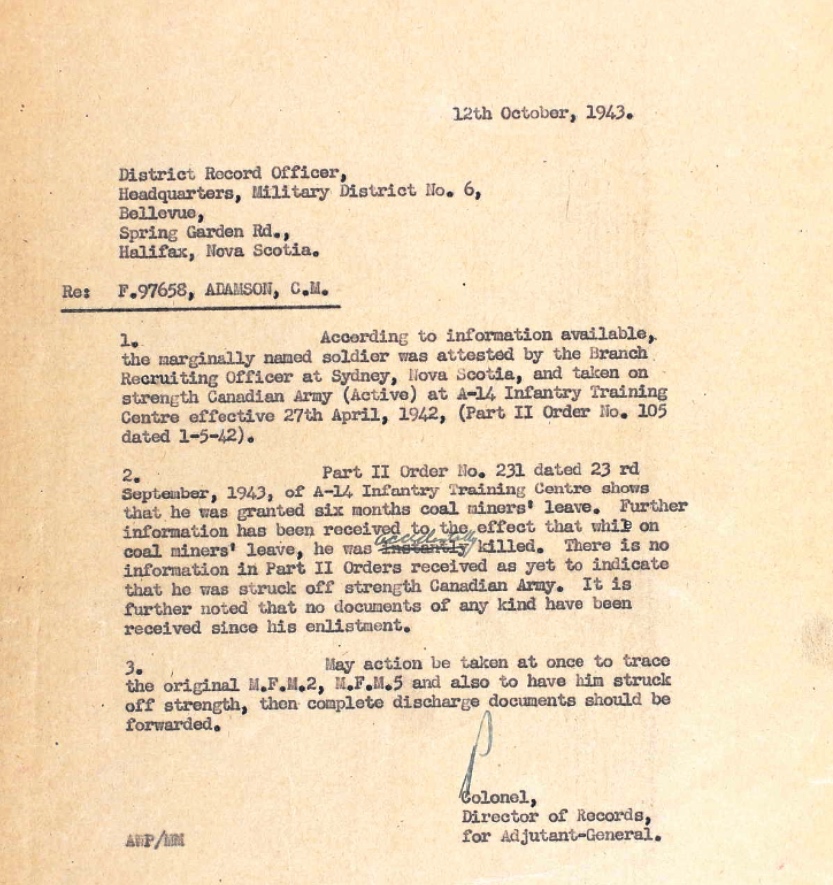 12th October, 1943.
District Record Officer,
Headquarters, Military District No. 6,
Bellevue,
Spring Garden Rd.,
Halifax, Nova Scotia.
Re: F.97658, ADAMSON, C.M.
1. According to information available,
the marginally named soldier was attested by the Branch
Recruiting Officer at Sydney, Nova Scotia, and taken on
strength Canadian Army (Active) at A-14 Infantry Training
Centre effective 27th April, 1942, (Part II Order No. 105
dated 1-5-42).
2. Part II Order No. 231 dated 23 rd
September, 1943, of A-14 Infantry Training Centre shows
that he was granted six months coal miners' leave. Further
information has been received to the effect that while on
accidentally
coal miners' leave, he was instantly killed. There is no
information in Part II Orders received as yet to indicate
that he was struck off strength Canadian Army. It is
further noted that no documents of any kind have been
received since his enlistment.
3. May action be taken at once to trace
the original M.F.M.2, M.F.M.5 and also to have him struck
off strength, then complete discharge documents should be
forwarded.
Colonel,
Director of Records,
for Adjutant-General.
AWP/MM